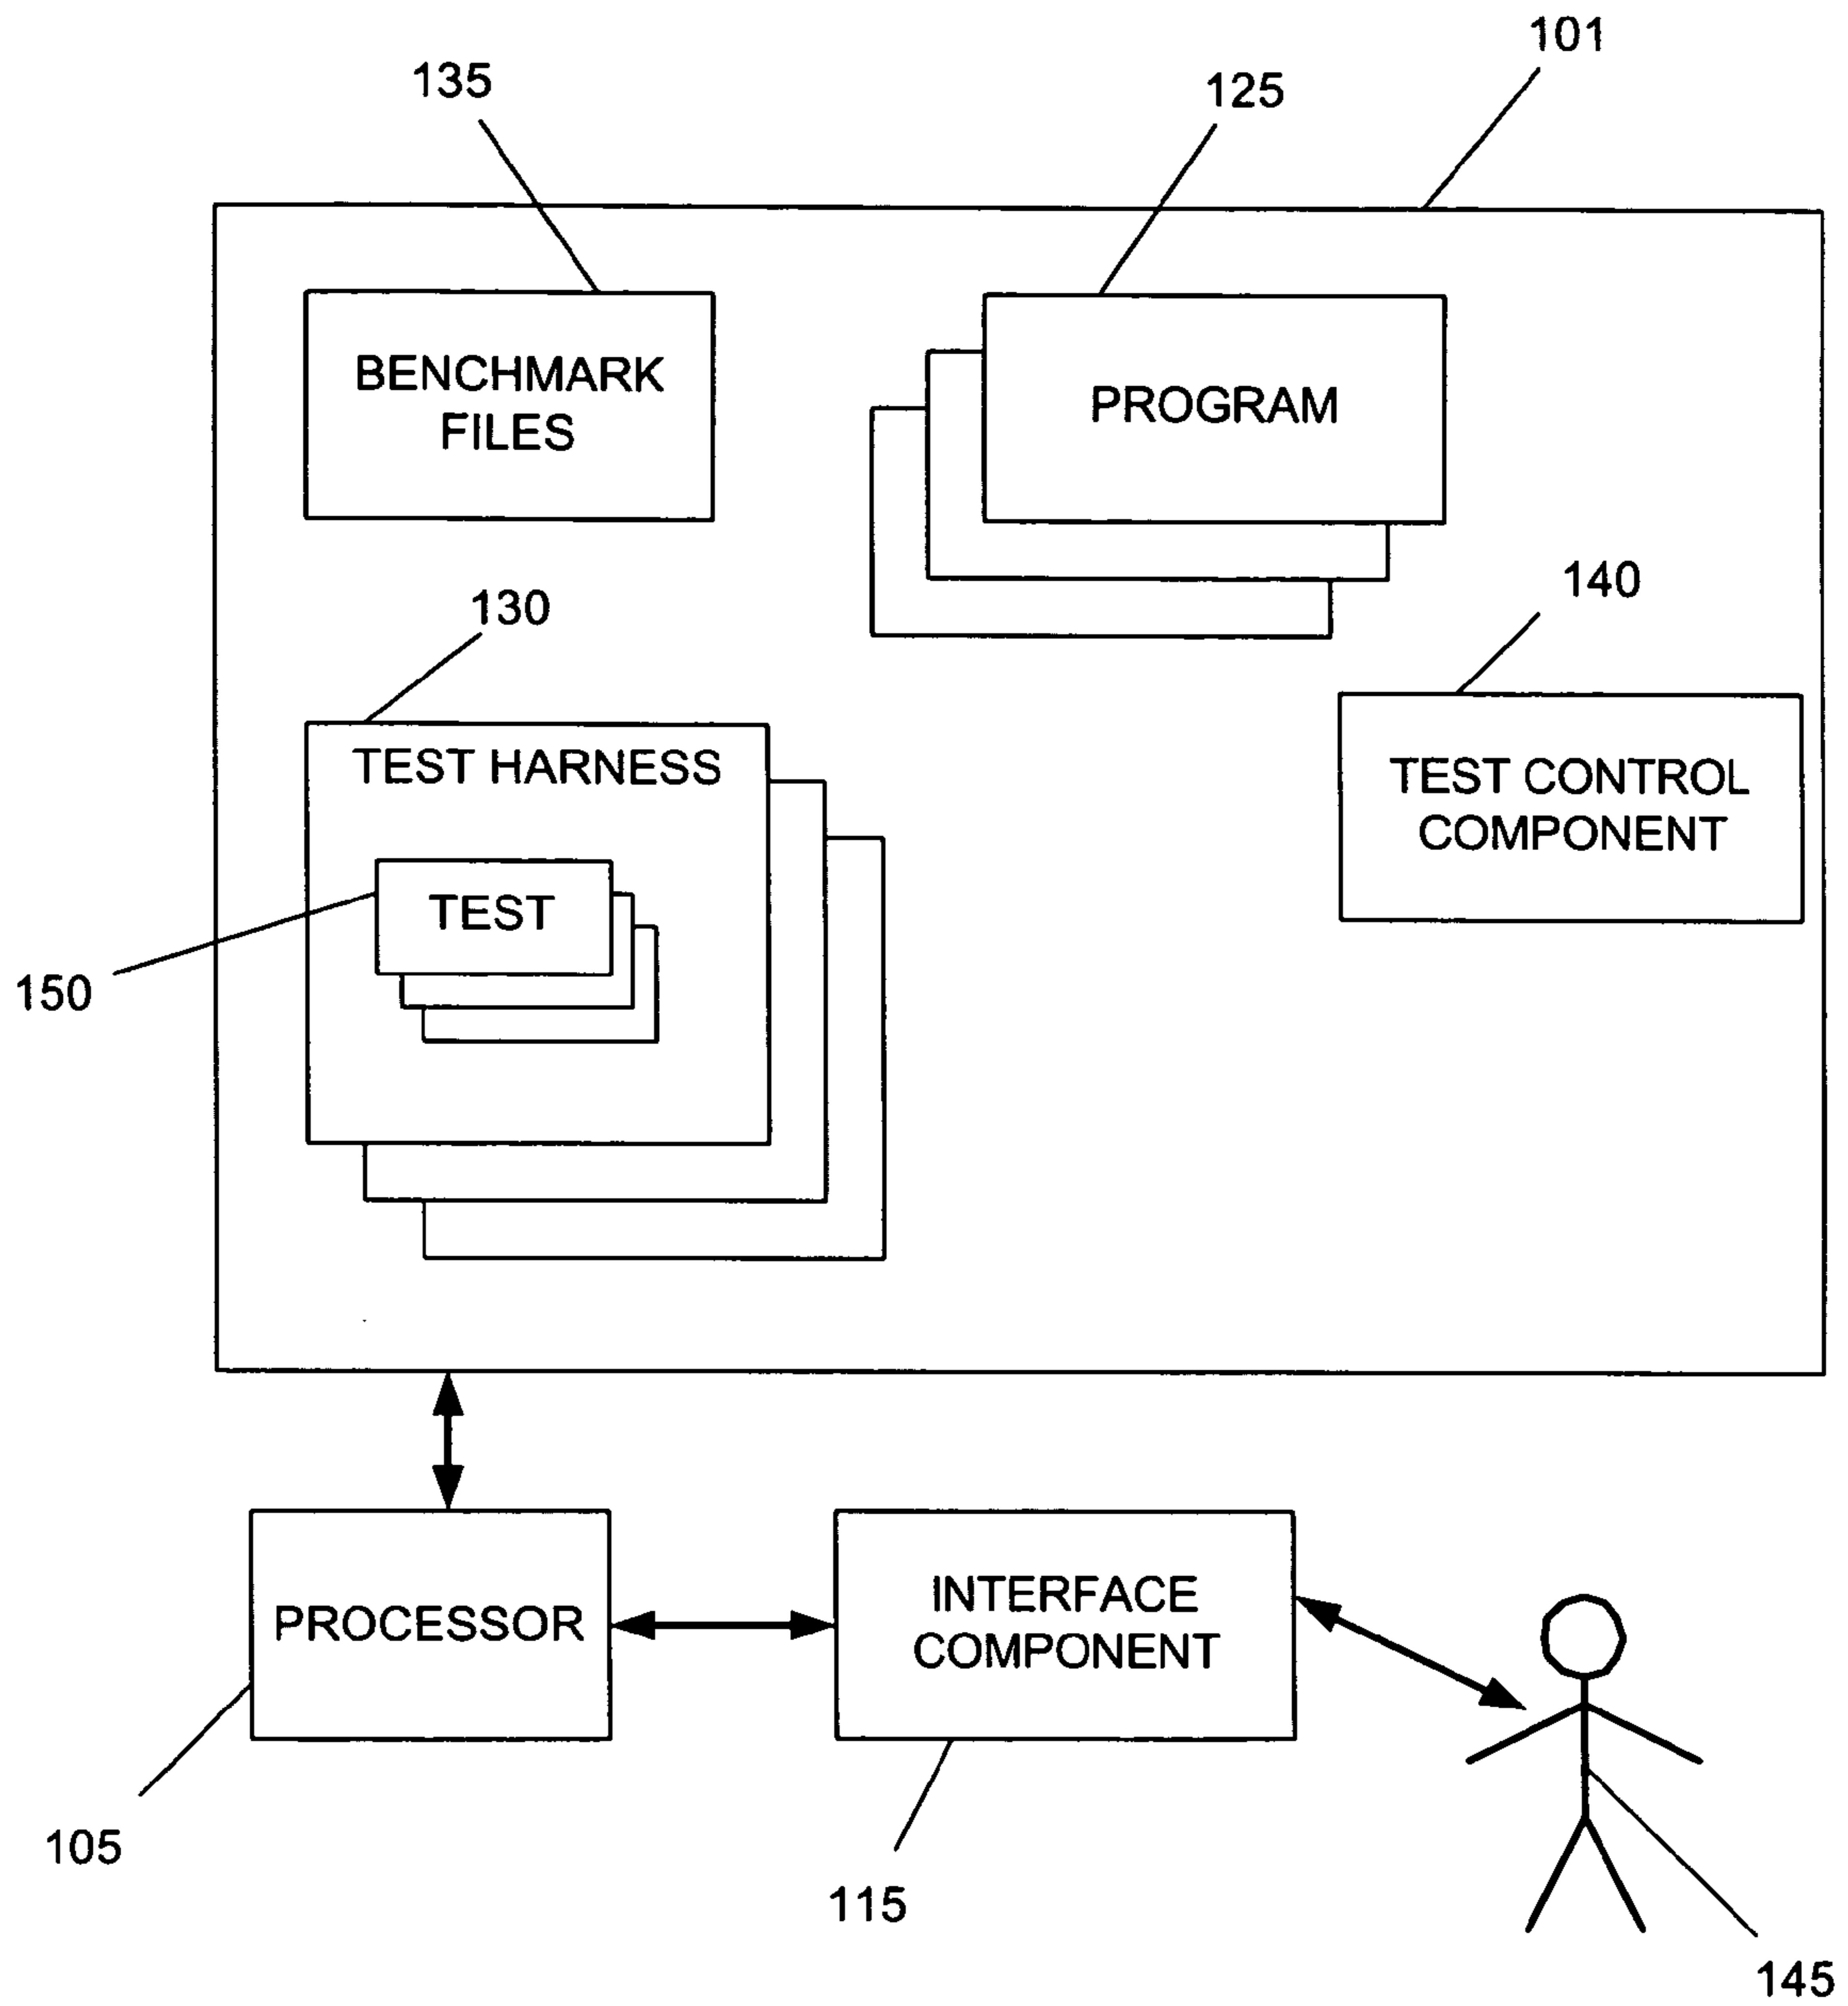 101
135
125
BENCHMARK
FILES
PROGRAM
140
130
TEST HARNESS
TEST CONTROL
COMPONENT
TEST
150
PROCESSOR
INTERFACE
COMPONENT
105
115
145